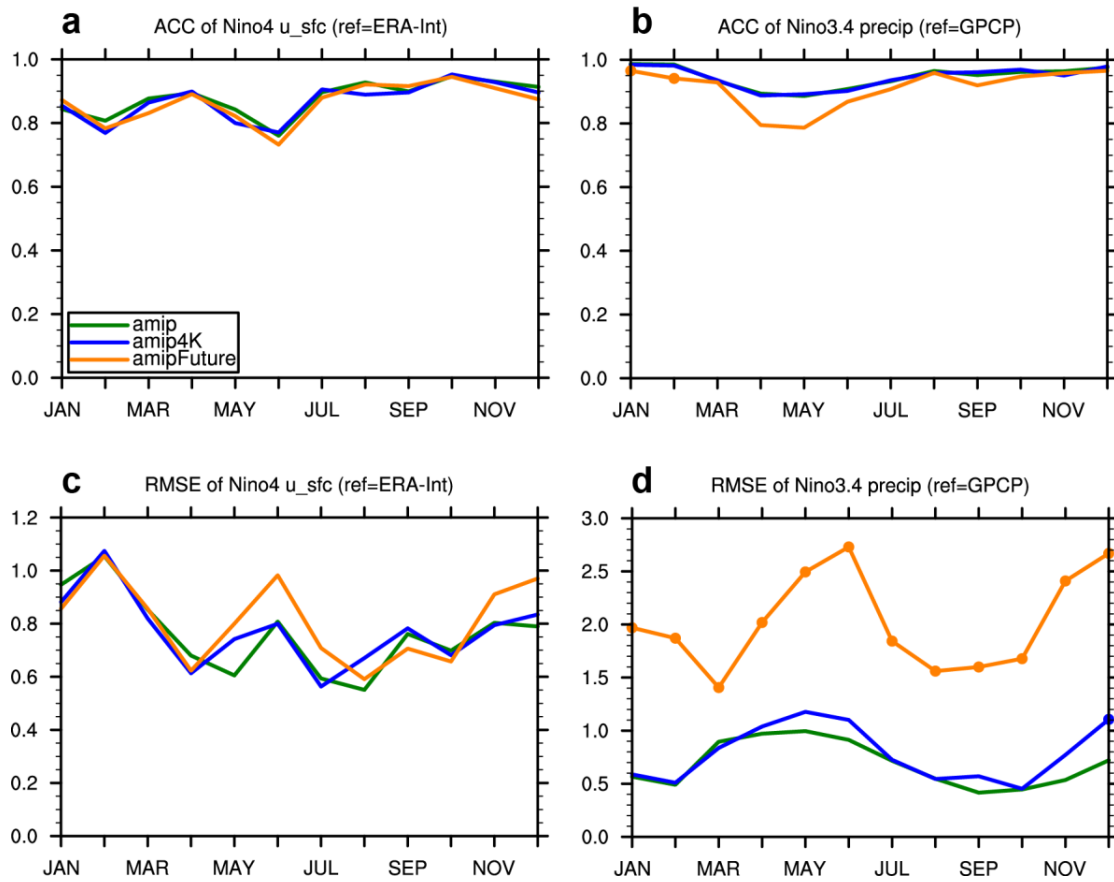 a ACC of Nino4 u_sfc (ref=ERA-Int)
1.0
0.8
0.6
0.4
0.2
0.0
amip
amip4K
amipFuture
JAN MAR MAY JUL SEP NOV
b ACC of Nino3.4 precip (ref=GPCP)
1.0
0.8
0.6
0.4
0.2
0.0
JAN MAR MAY JUL SEP NOV
c RMSE of Nino4 u_sfc (ref=ERA-Int)
1.2
1.0
0.8
0.6
0.4
0.2
0.0
JAN MAR MAY JUL SEP NOV
d RMSE of Nino3.4 precip (ref=GPCP)
3.0
2.5
2.0
1.5
1.0
0.5
0.0
JAN MAR MAY JUL SEP NOV